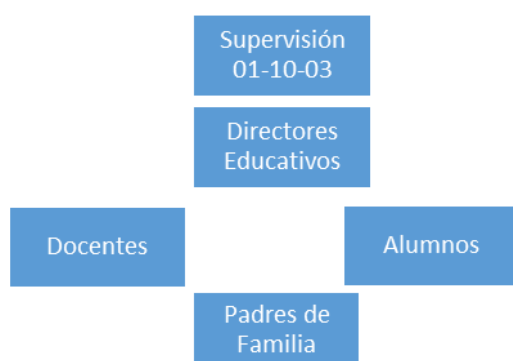 Supervisión
01-10-03
Directores
Educativos
Docentes
Alumnos
Padres de
Familia